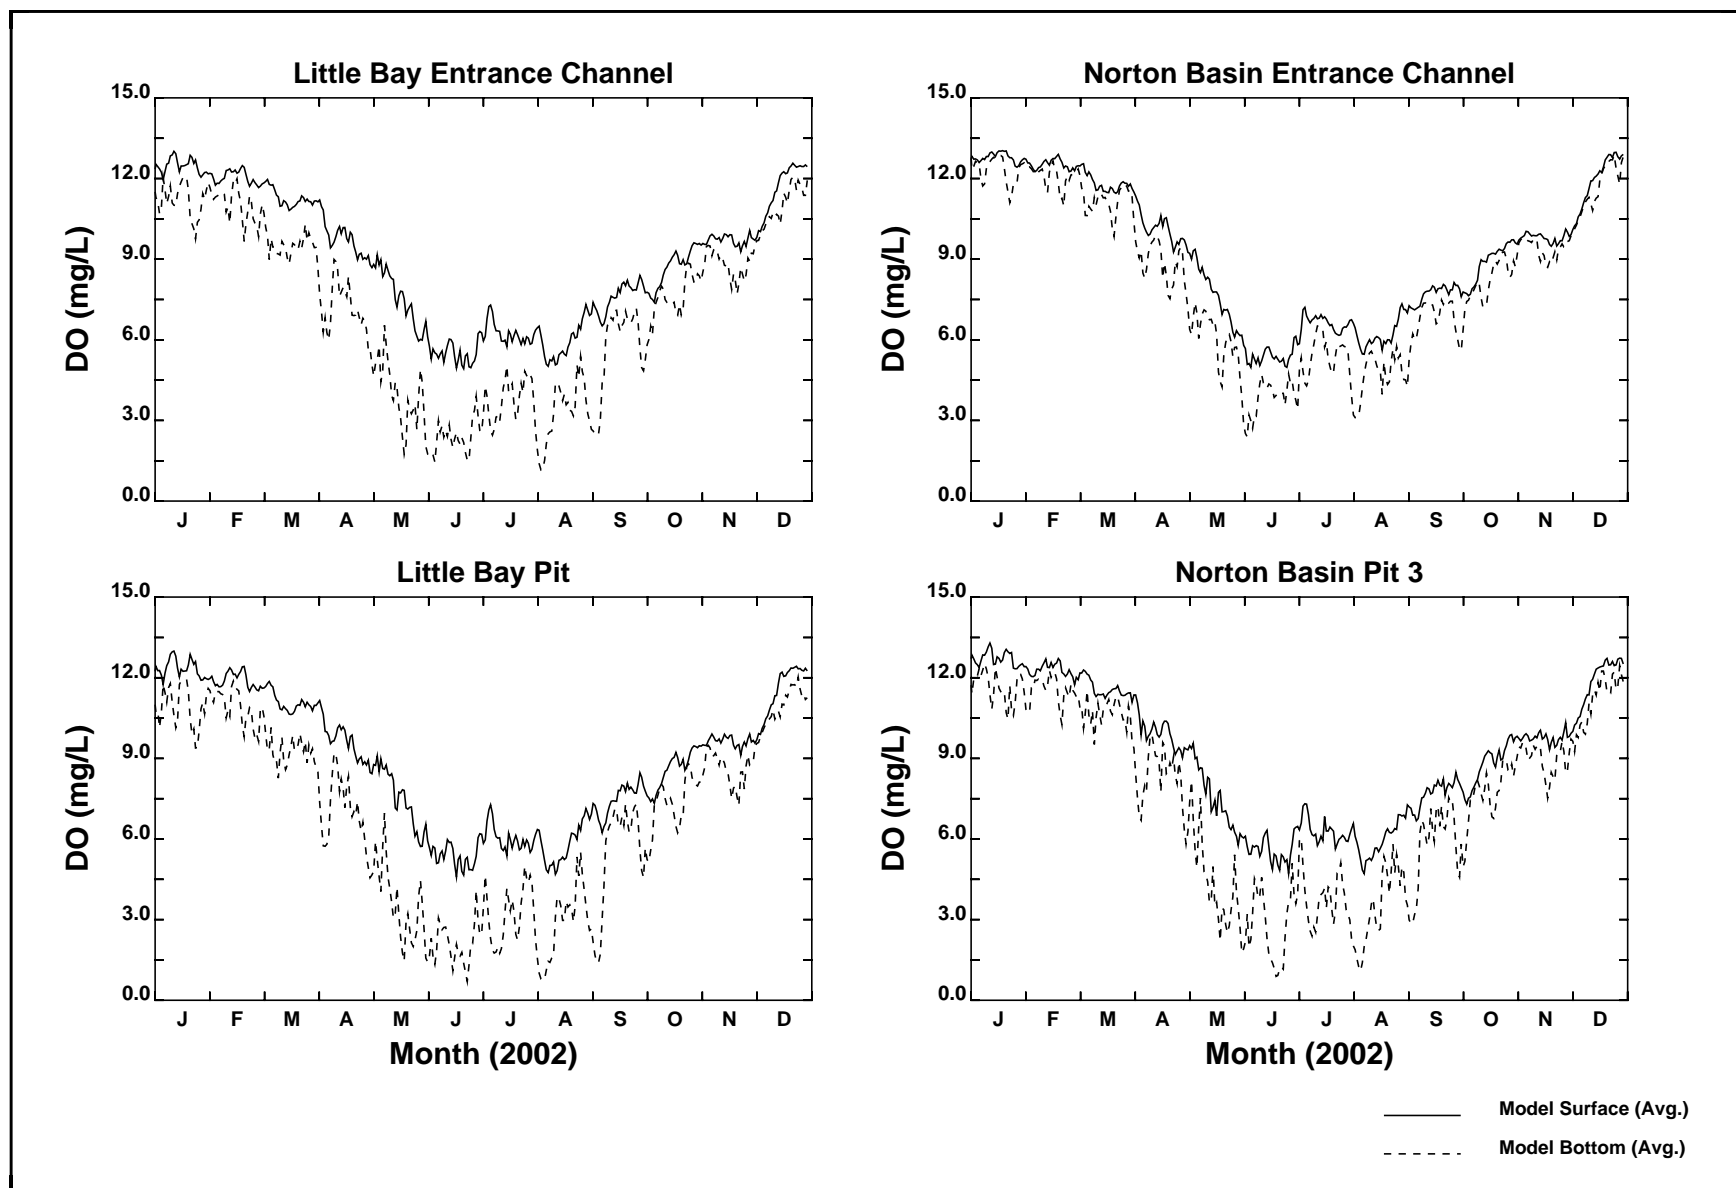 Little Bay Entrance Channel
15.0
12.0
9.0
6.0
3.0
0.0
DO (mg/L)
J F M A M J J A S O N D
Norton Basin Entrance Channel
15.0
12.0
9.0
6.0
3.0
0.0
DO (mg/L)
J F M A M J J A S O N D
Little Bay Pit
15.0
12.0
9.0
6.0
3.0
0.0
DO (mg/L)
J F M A M J J A S O N D
Month (2002)
Norton Basin Pit 3
15.0
12.0
9.0
6.0
3.0
0.0
DO (mg/L)
J F M A M J J A S O N D
Month (2002)
Model Surface (Avg.)
Model Bottom (Avg.)